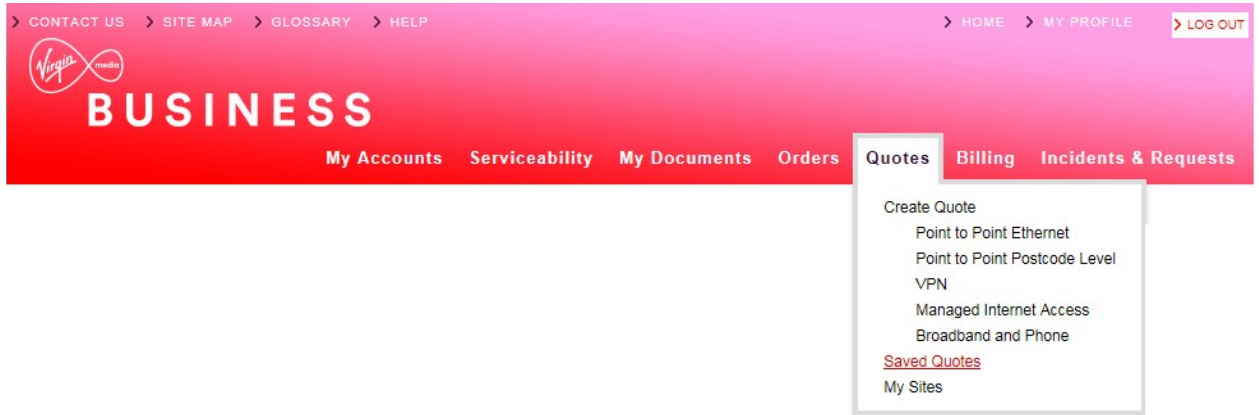 > CONTACT US > SITE MAP > GLOSSARY > HELP > HOME > MY PROFILE > LOG OUT
Virgin media
BUSINESS
My Accounts Serviceability My Documents Orders Quotes Billing Incidents & Requests
Create Quote
Point to Point Ethernet
Point to Point Postcode Level
VPN
Managed Internet Access
Broadband and Phone
Saved Quotes
My Sites